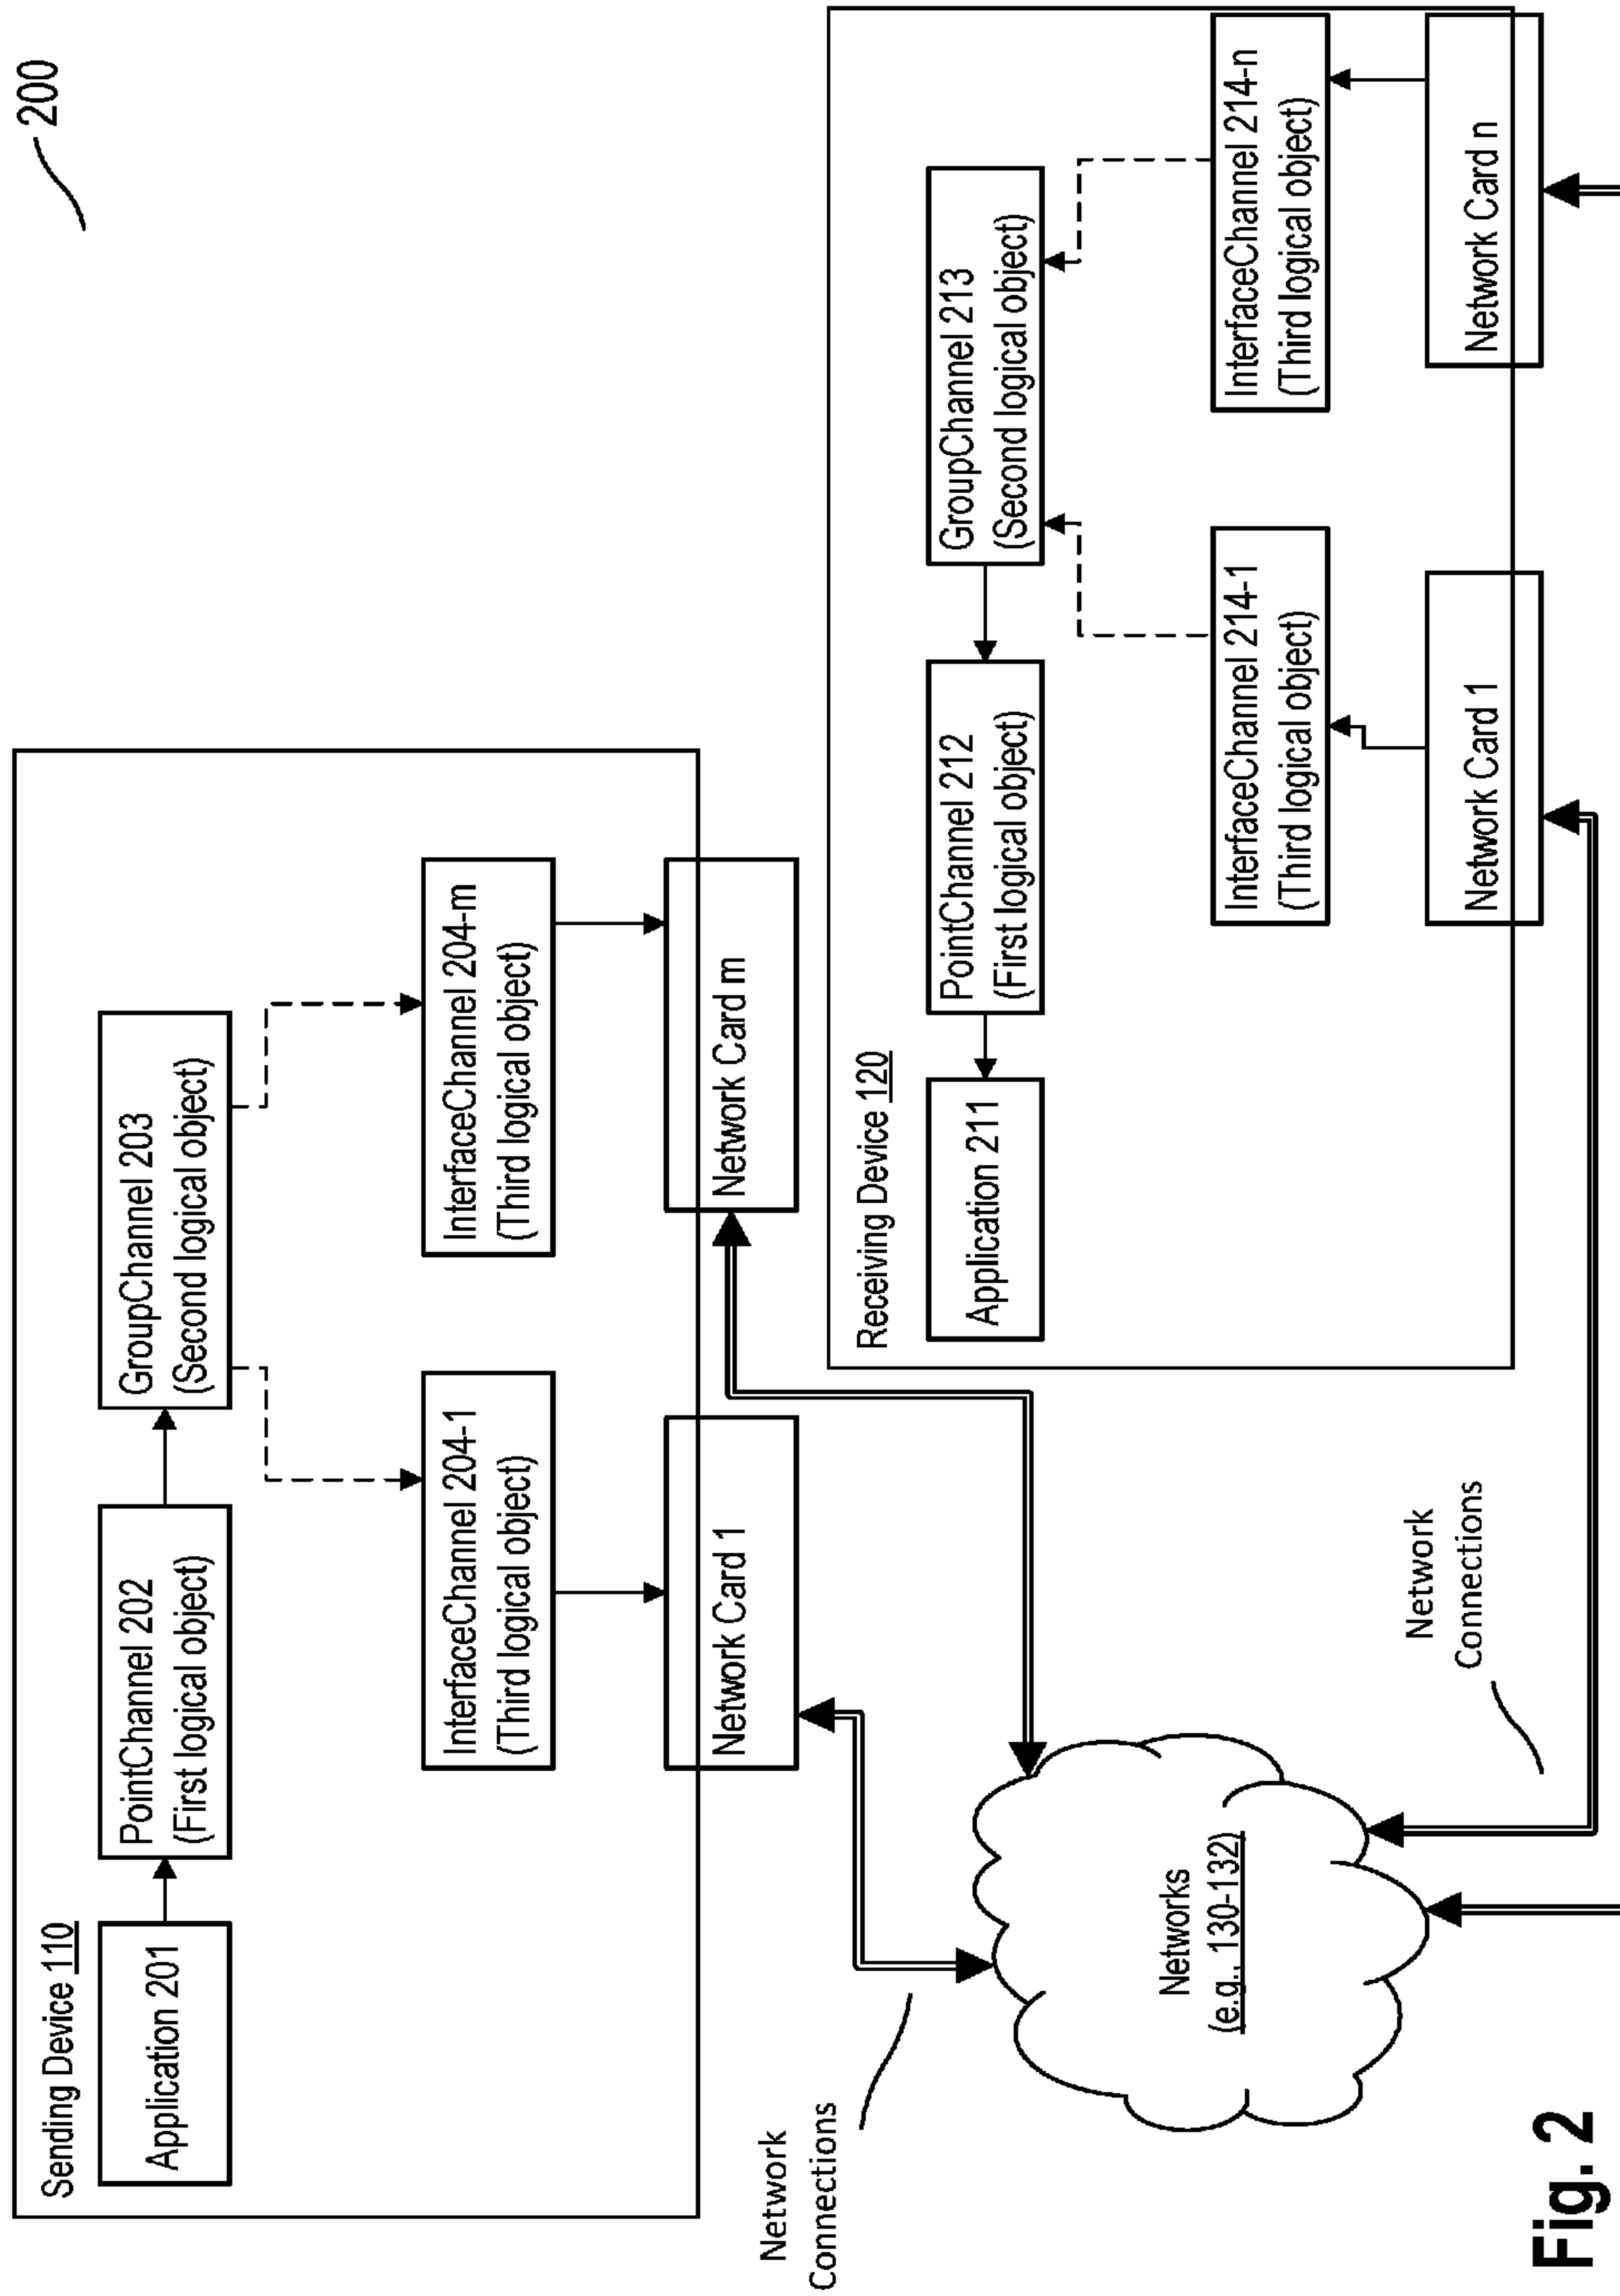 200
Sending Device 110
Application 201
PointChannel 202
(First logical object)
GroupChannel 203
(Second logical object)
InterfaceChannel 204-1
(Third logical object)
InterfaceChannel 204-m
(Third logical object)
Network Card 1
Network Card m
Network
Connections
Networks
(e.g., 130-132)
Receiving Device 120
Application 211
PointChannel 212
(First logical object)
GroupChannel 213
(Second logical object)
InterfaceChannel 214-1
(Third logical object)
InterfaceChannel 214-n
(Third logical object)
Network Card 1
Network Card n
Network
Connections
Fig. 2